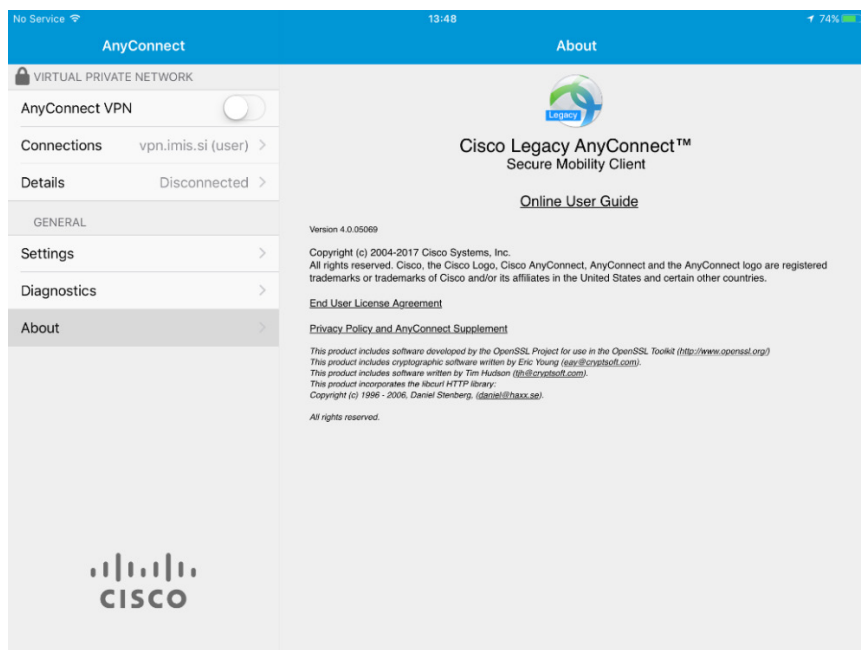 No Service 13:48 74%
AnyConnect
About
VIRTUAL PRIVATE NETWORK
AnyConnect VPN
Connections vpn.imis.si (user)
Details Disconnected
GENERAL
Settings
Diagnostics
About
CISCO
Legacy
Cisco Legacy AnyConnect™
Secure Mobility Client
Online User Guide
Version 4.0.05069
Copyright (c) 2004-2017 Cisco Systems, Inc.
All rights reserved. Cisco, the Cisco Logo, Cisco AnyConnect, AnyConnect and the AnyConnect logo are registered
trademarks or trademarks of Cisco and/or its affiliates in the United States and certain other countries.
End User License Agreement
Privacy Policy and AnyConnect Supplement
This product includes software developed by the OpenSSL Project for use in the OpenSSL Toolkit (http://www.openssl.org/)
This product includes cryptographic software written by Eric Young (eay@cryptsoft.com).
This product includes software written by Tim Hudson (tjh@cryptsoft.com).
This product incorporates the libcurl HTTP library:
Copyright (c) 1996 - 2006, Daniel Stenberg, (daniel@haxx.se).
All rights reserved.